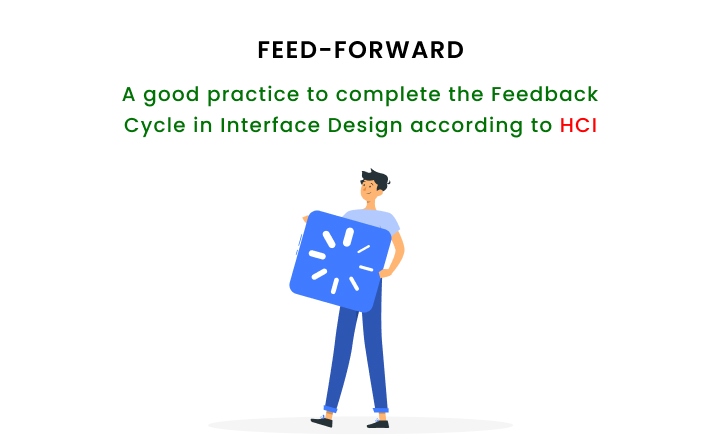 FEED-FORWARD
A good practice to complete the Feedback
Cycle in Interface Design according to HCI